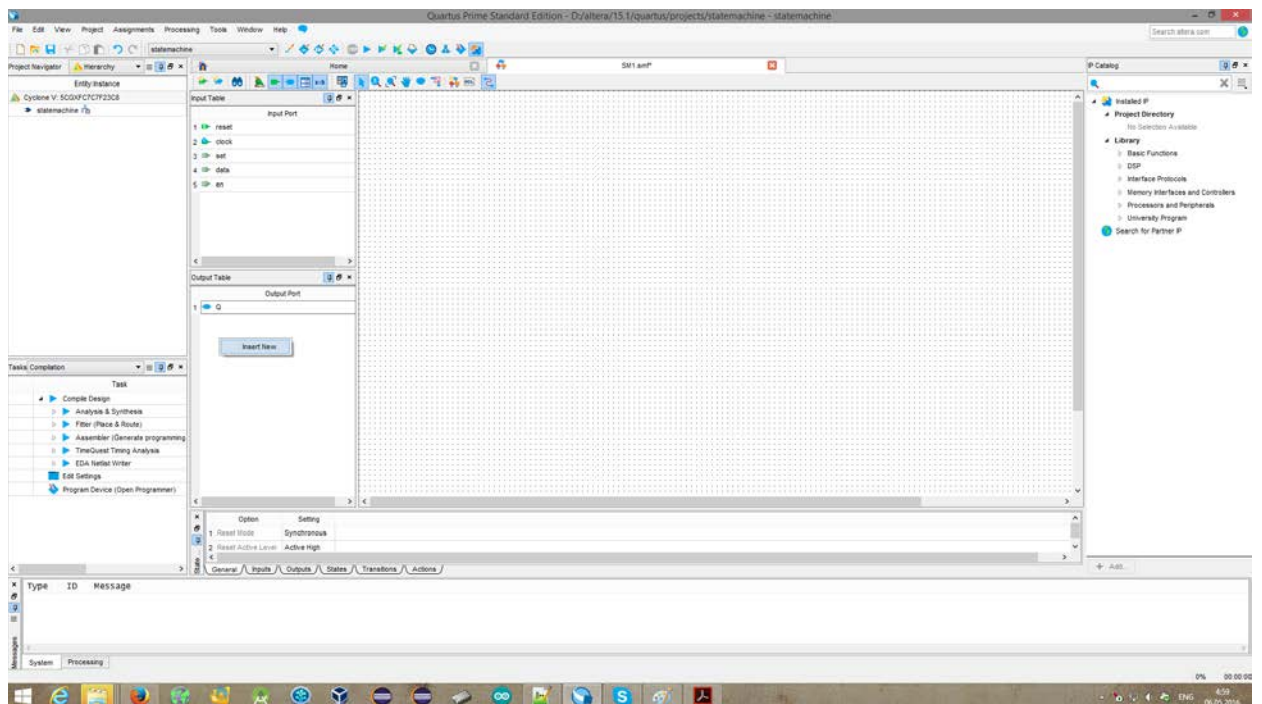 Quartus Prime Standard Edition - D:/altera/15.1/quartus/projects/statemachine - statemachine
File Edit View Project Assignments Processing Tools Window Help
Search altera.com
statemachine
Project Navigator
Hierarchy
Entity:Instance
Cyclone V: 5CGXFC7C7F23C8
statemachine
Home
SM1.smf*
Input Table
Input Port
1 reset
2 clock
3 set
4 data
5 en
Output Table
Output Port
1 Q
Insert New
IP Catalog
Installed IP
Project Directory
No Selection Available
Library
Basic Functions
DSP
Interface Protocols
Memory Interfaces and Controllers
Processors and Peripherals
University Program
Search for Partner IP
+ Add...
Tasks
Compilation
Task
Compile Design
Analysis & Synthesis
Fitter (Place & Route)
Assembler (Generate programming
TimeQuest Timing Analysis
EDA Netlist Writer
Edit Settings
Program Device (Open Programmer)
State
Option Setting
1 Reset Mode Synchronous
2 Reset Active Level Active High
General Inputs Outputs States Transitions Actions
Type ID Message
Messages
System Processing
0% 00:00:00
ENG
4:59
06.05.2016